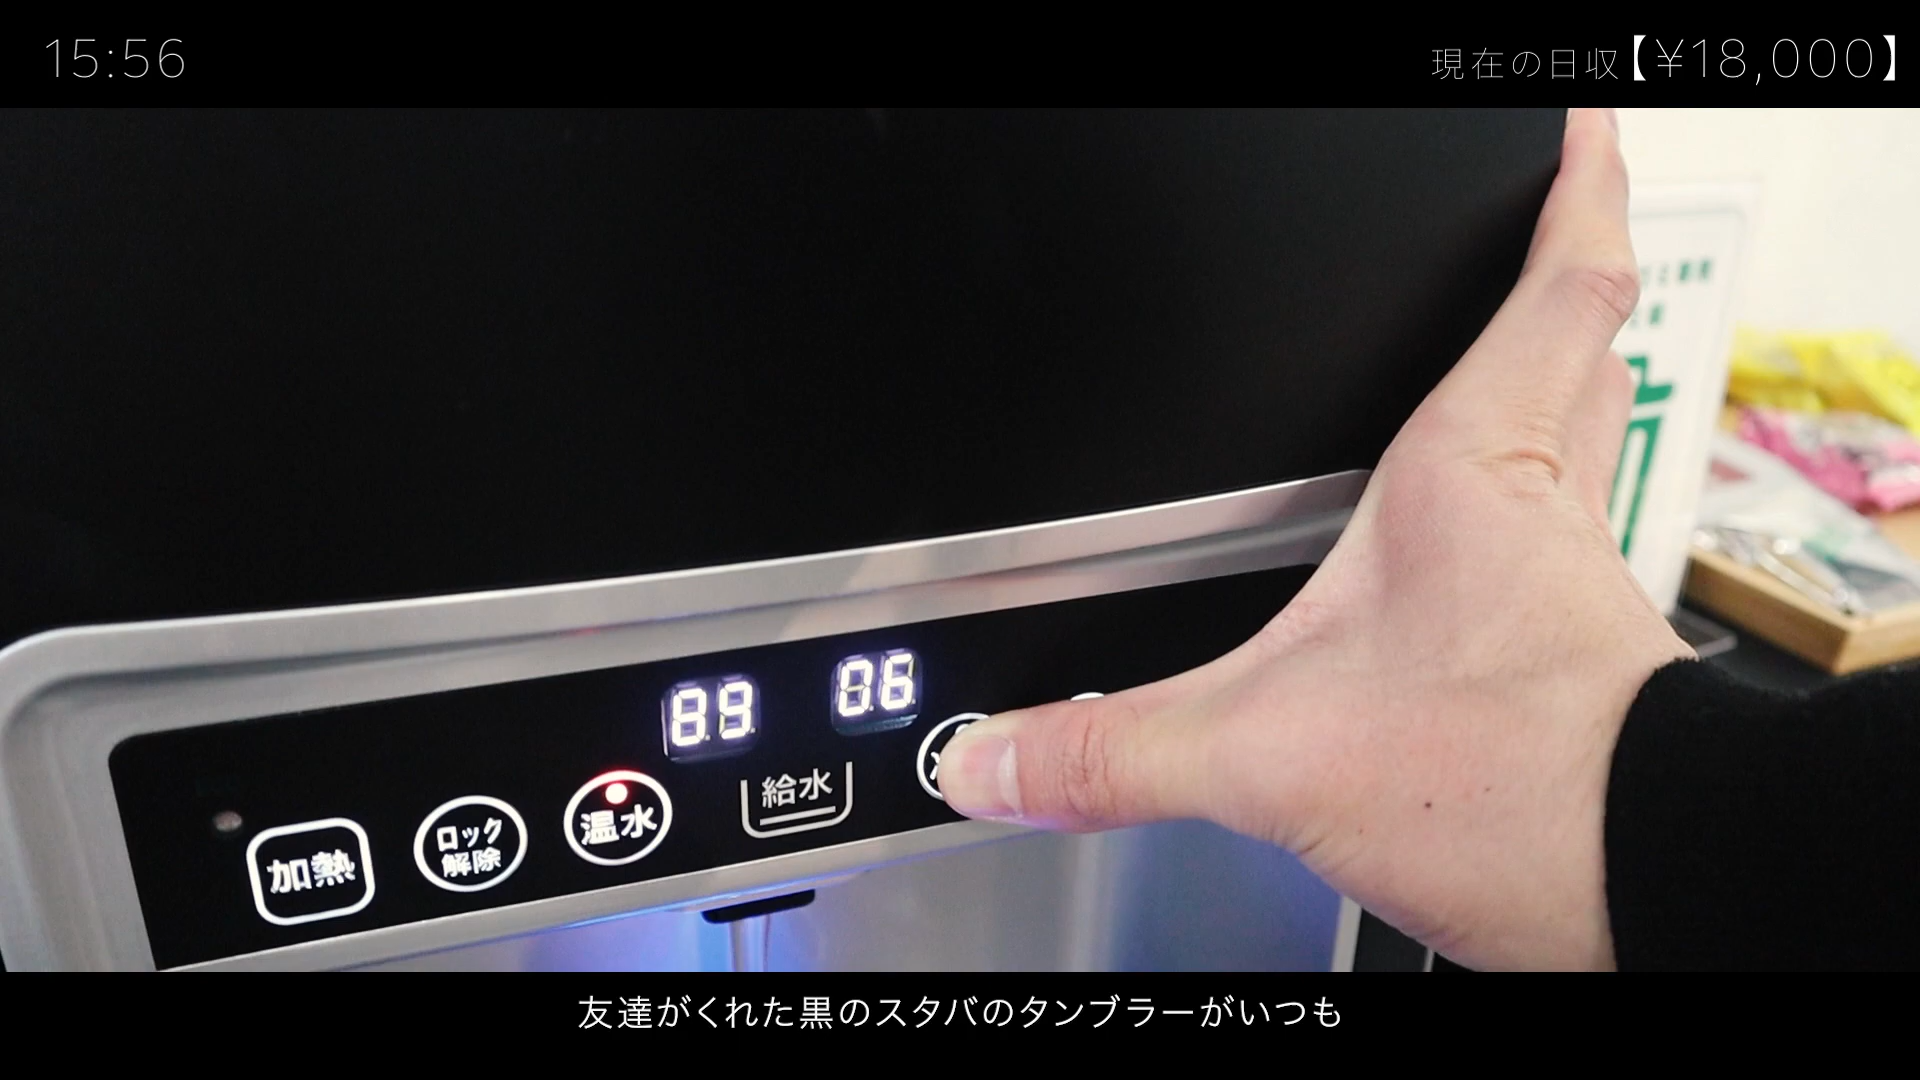 15:56
現在の日収【¥18,000】
89
06
給水
温水
ロック
解除
加熱
友達がくれた黒のスタバのタンブラーがいつも